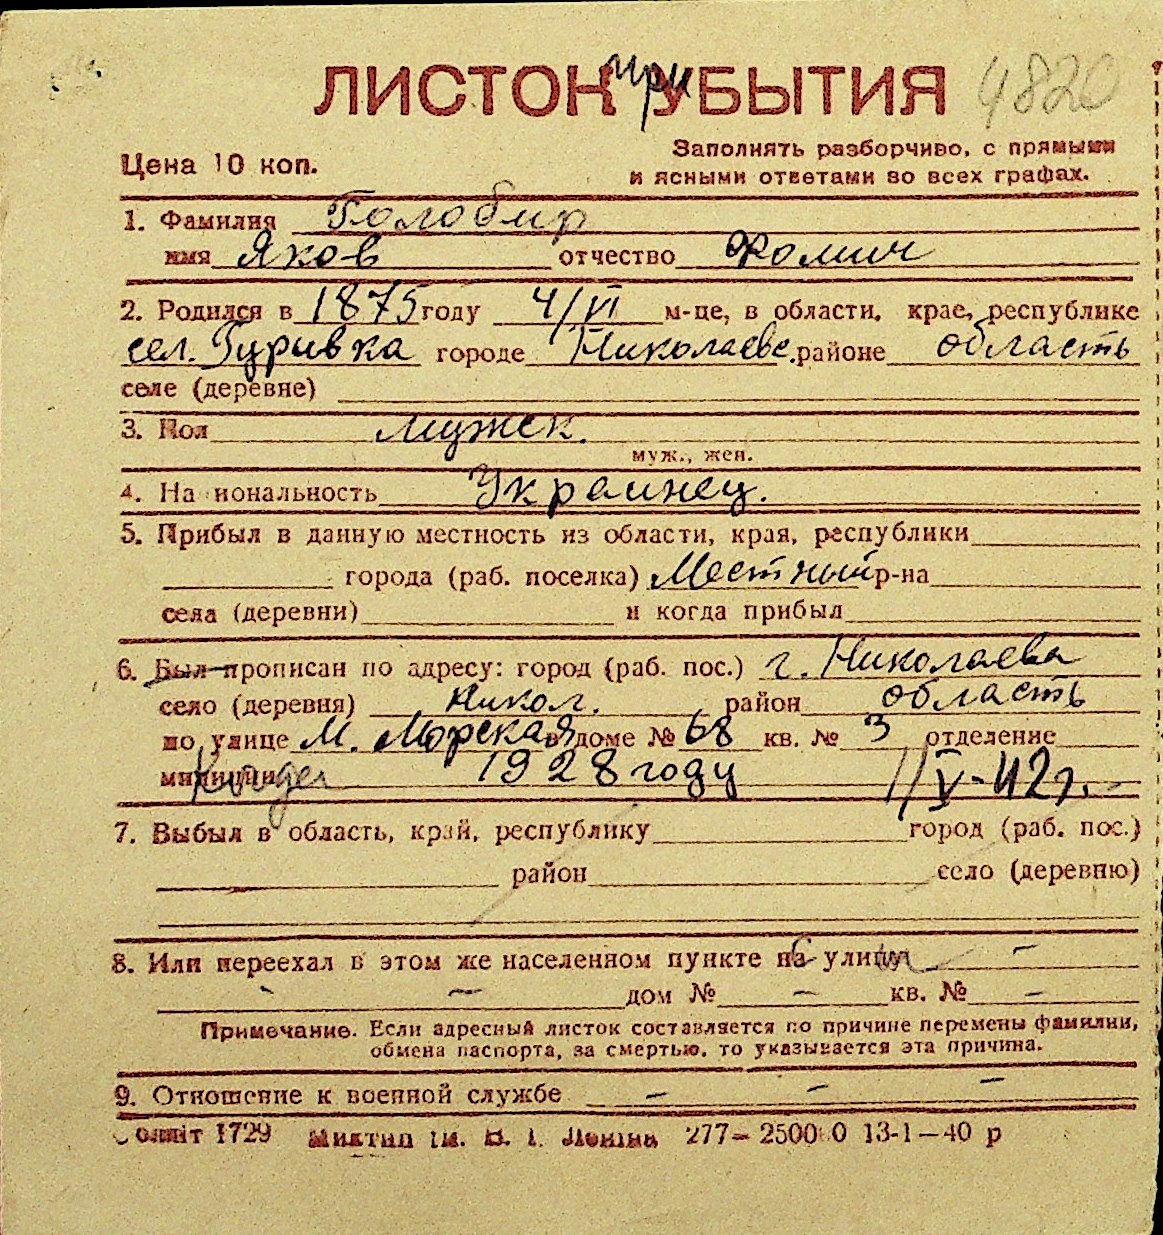 ЛИСТОК при УБЫТИЯ 4820
Цена 10 коп.
Заполнять разборчиво, с прямыми
и ясными ответами во всех графах.
1. Фамилия Голобир
имя Яков отчество Фомич
2. Родился в 1875 году 4/VI м-це, в области, крае, республике
сел. Гуривка городе Николаевс. районе область
селе (деревне)
3. Пол мужск.
муж., жен.
4. На иональность Украинец.
5. Прибыл в данную местность из области, края, республики
города (раб. поселка) Местный р-на
села (деревни) и когда прибыл
6. Был прописан по адресу: город (раб. пос.) г. Николаева
село (деревня) Никол. район область
по улице М. Морская в доме № 68 кв. № 3 отделение
милиции 1928 году 1/V-42г.
7. Выбыл в область, край, республику город (раб. пос.)
район село (деревню)
8. Или переехал в этом же населенном пункте на улицу -
- дом № - кв. № -
Примечание. Если адресный листок составляется по причине перемены фамилии,
обмена паспорта, за смертью, то указывается эта причина.
9. Отношение к военной службе - - -
облит 1729 277- 2500 0 13-1-40 р